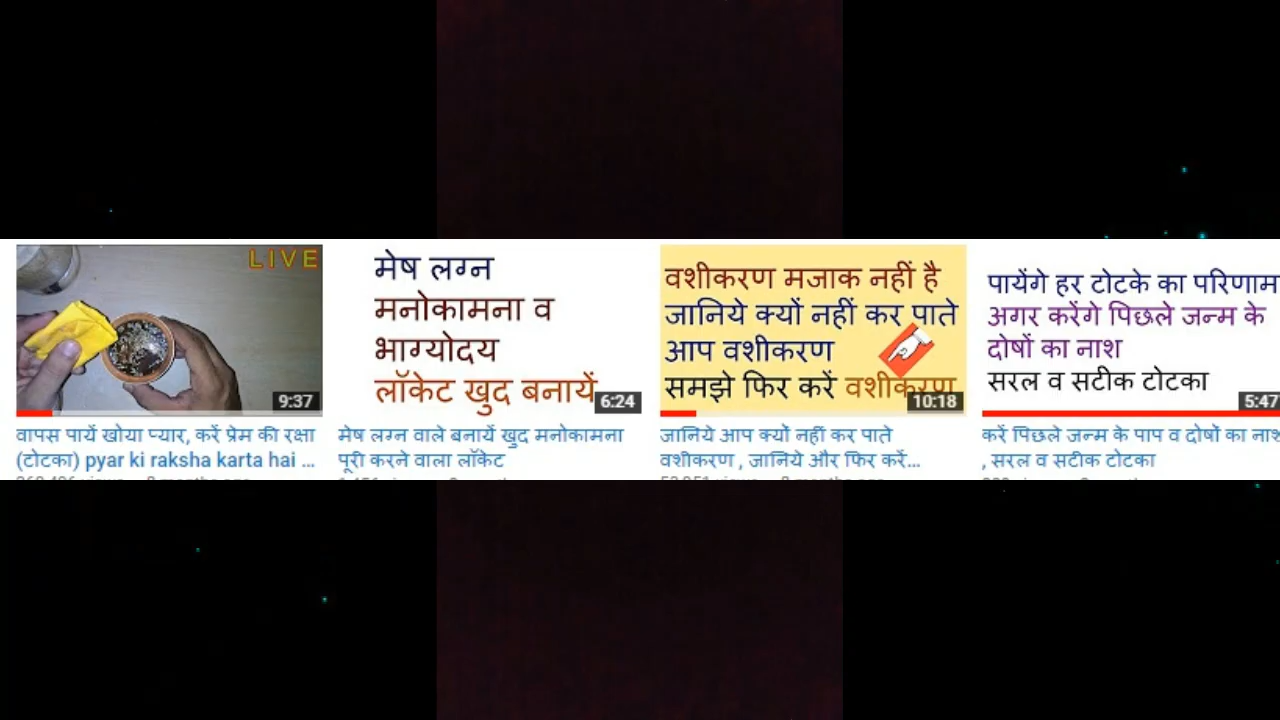 LIVE
9:37
वापस पायें खोया प्यार, करें प्रेम की रक्षा
(टोटका) pyar ki raksha karta hai ...
मेष लग्न
मनोकामना व
भाग्योदय
लॉकेट खुद बनायें
6:24
मेष लग्न वाले बनायें खुद मनोकामना
पूरी करने वाला लॉकेट
वशीकरण मजाक नहीं है
जानिये क्यों नहीं कर पाते
आप वशीकरण
समझे फिर करें वशीकरण
10:18
जानिये आप क्यों नहीं कर पाते
वशीकरण , जानिये और फिर करें...
पायेंगे हर टोटके का परिणाम
अगर करेंगे पिछले जन्म के
दोषों का नाश
सरल व सटीक टोटका
5:47
करें पिछले जन्म के पाप व दोषों का नाश
, सरल व सटीक टोटका